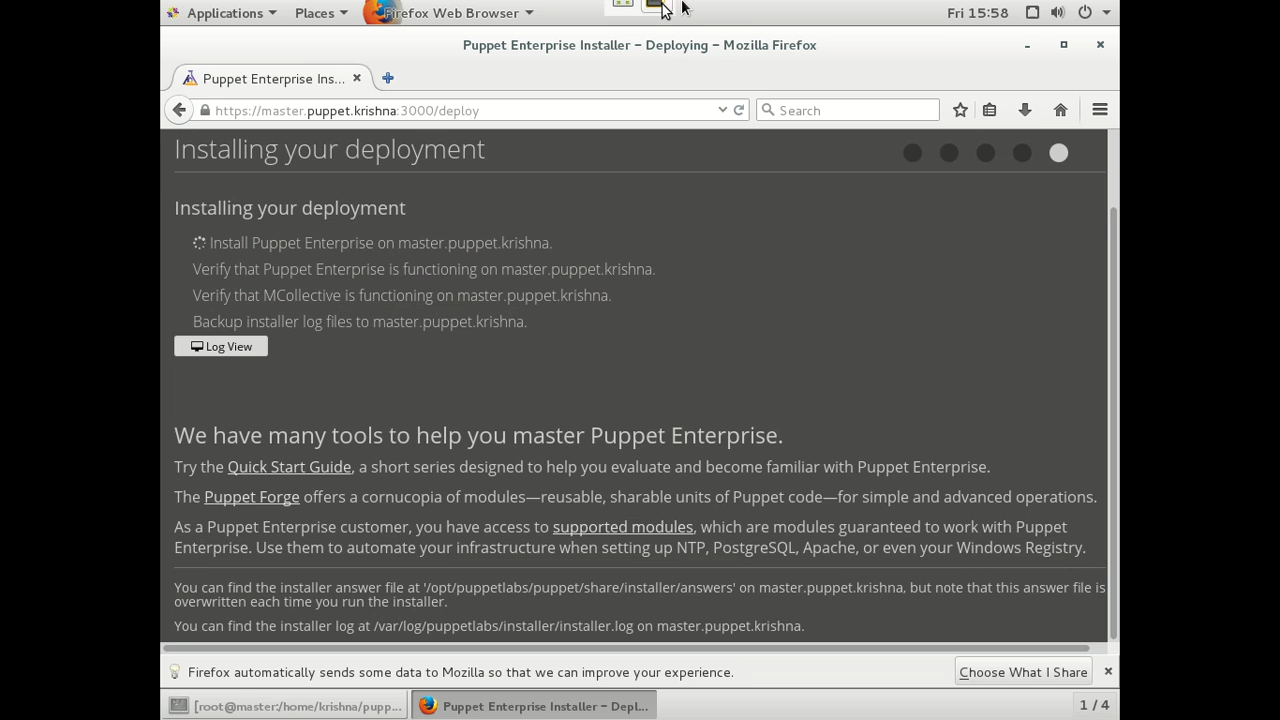 Applications Places Firefox Web Browser Fri 15:58
Puppet Enterprise Installer – Deploying – Mozilla Firefox
Puppet Enterprise Ins...
https://master.puppet.krishna:3000/deploy Search
Installing your deployment
Installing your deployment
Install Puppet Enterprise on master.puppet.krishna.
Verify that Puppet Enterprise is functioning on master.puppet.krishna.
Verify that MCollective is functioning on master.puppet.krishna.
Backup installer log files to master.puppet.krishna.
Log View
We have many tools to help you master Puppet Enterprise.
Try the Quick Start Guide, a short series designed to help you evaluate and become familiar with Puppet Enterprise.
The Puppet Forge offers a cornucopia of modules—reusable, sharable units of Puppet code—for simple and advanced operations.
As a Puppet Enterprise customer, you have access to supported modules, which are modules guaranteed to work with Puppet
Enterprise. Use them to automate your infrastructure when setting up NTP, PostgreSQL, Apache, or even your Windows Registry.
You can find the installer answer file at '/opt/puppetlabs/puppet/share/installer/answers' on master.puppet.krishna, but note that this answer file is
overwritten each time you run the installer.
You can find the installer log at /var/log/puppetlabs/installer/installer.log on master.puppet.krishna.
Firefox automatically sends some data to Mozilla so that we can improve your experience. Choose What I Share
[root@master:/home/krishna/pupp... Puppet Enterprise Installer – Depl... 1 / 4